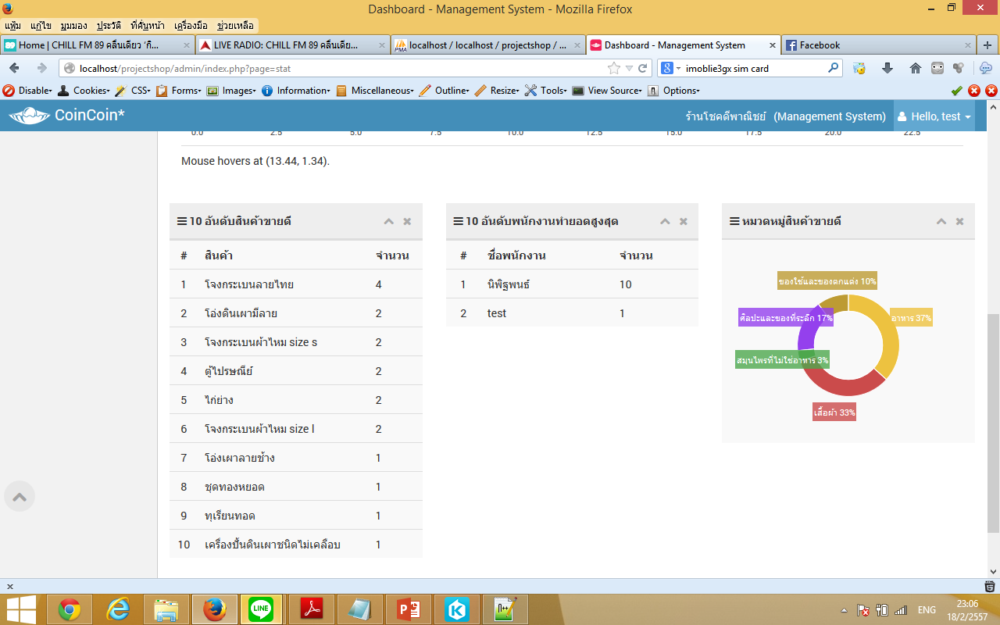 Dashboard - Management System - Mozilla Firefox
แฟ้ม แก้ไข มุมมอง ประวัติ ที่คั่นหน้า เครื่องมือ ช่วยเหลือ
Home | CHILL FM 89 คลื่นเดียว 'กิ... LIVE RADIO: CHILL FM 89 คลื่นเดีย... PMA localhost / localhost / projectshop / ... Dashboard - Management System Facebook
localhost/projectshop/admin/index.php?page=stat imoblie3gx sim card
Disable Cookies CSS Forms Images Information Miscellaneous Outline Resize Tools View Source Options
CoinCoin* ร้านโชคดีพาณิชย์ (Management System) Hello, test
0.0 2.5 5.0 7.5 10.0 12.5 15.0 17.5 20.0 22.5
Mouse hovers at (13.44, 1.34).
10 อันดับสินค้าขายดี
# สินค้า จำนวน
1 โจงกระเบนลายไทย 4
2 โอ่งดินเผามีลาย 2
3 โจงกระเบนผ้าไหม size s 2
4 ตู้ไปรษณีย์ 2
5 ไก่ย่าง 2
6 โจงกระเบนผ้าไหม size l 2
7 โอ่งเผาลายช้าง 1
8 ชุดทองหยอด 1
9 ทุเรียนทอด 1
10 เครื่องปั้นดินเผาชนิดไม่เคลือบ 1
10 อันดับพนักงานทำยอดสูงสุด
# ชื่อพนักงาน จำนวน
1 นิพิฐพนธ์ 10
2 test 1
หมวดหมู่สินค้าขายดี
ของใช้และของตกแต่ง 10%
ศิลปะและของที่ระลึก 17% อาหาร 37%
สมุนไพรที่ไม่ใช่อาหาร 3%
เสื้อผ้า 33%
ENG 23:06
18/2/2557